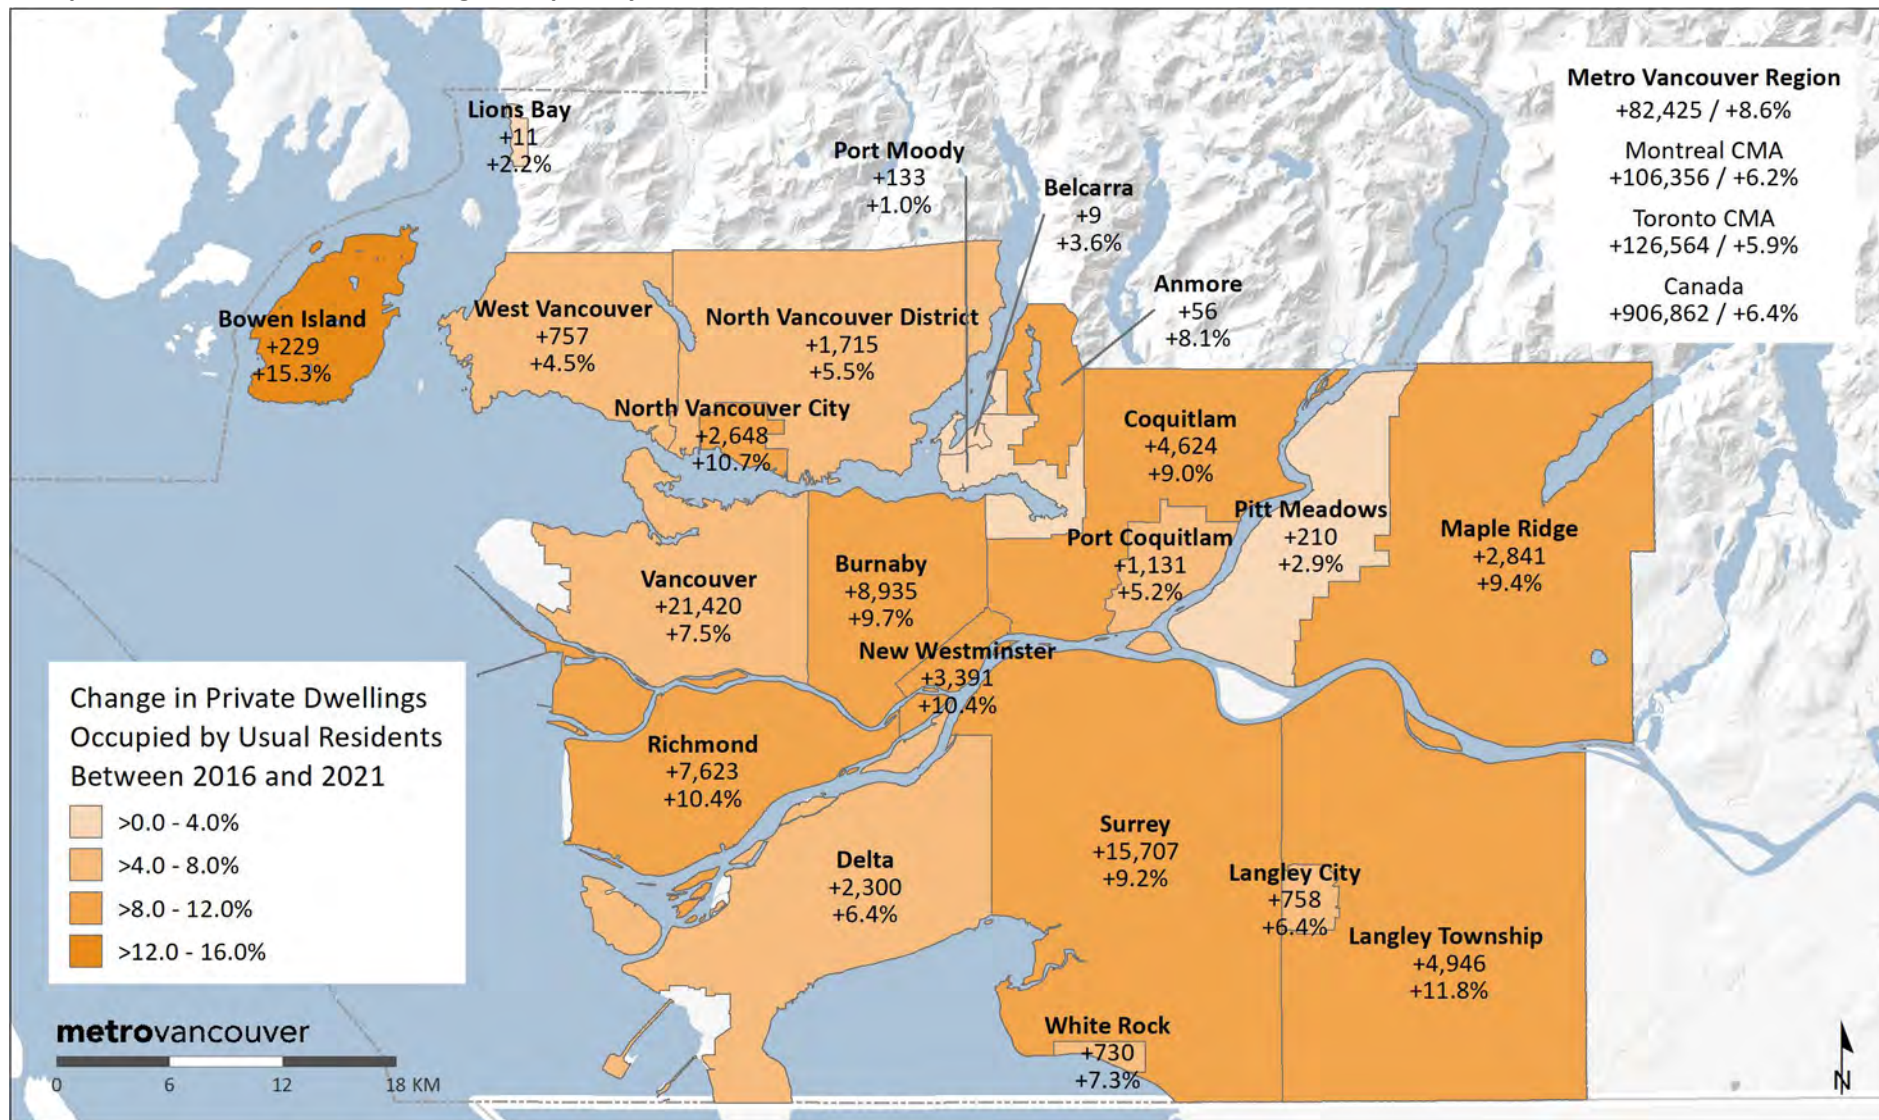 Lions Bay
+11
+2.2%
Port Moody
+133
+1.0%
Belcarra
+9
+3.6%
Anmore
+56
+8.1%
Metro Vancouver Region
+82,425 / +8.6%
Montreal CMA
+106,356 / +6.2%
Toronto CMA
+126,564 / +5.9%
Canada
+906,862 / +6.4%
Bowen Island
+229
+15.3%
West Vancouver
+757
+4.5%
North Vancouver District
+1,715
+5.5%
North Vancouver City
+2,648
+10.7%
Coquitlam
+4,624
+9.0%
Pitt Meadows
+210
+2.9%
Maple Ridge
+2,841
+9.4%
Port Coquitlam
+1,131
+5.2%
Vancouver
+21,420
+7.5%
Burnaby
+8,935
+9.7%
New Westminster
+3,391
+10.4%
Richmond
+7,623
+10.4%
Delta
+2,300
+6.4%
Surrey
+15,707
+9.2%
Langley City
+758
+6.4%
Langley Township
+4,946
+11.8%
White Rock
+730
+7.3%
Change in Private Dwellings
Occupied by Usual Residents
Between 2016 and 2021
>0.0 - 4.0%
>4.0 - 8.0%
>8.0 - 12.0%
>12.0 - 16.0%
metrovancouver
0 6 12 18 KM
N